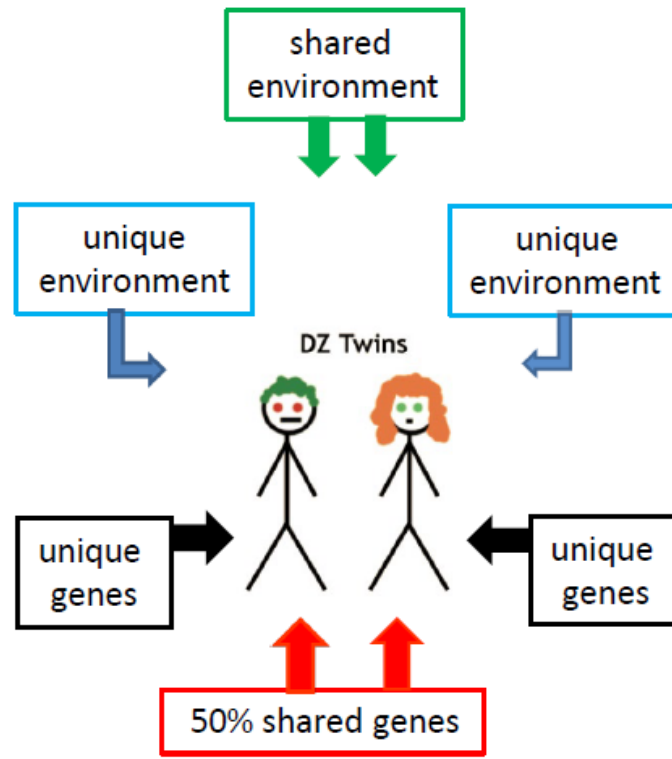 shared
environment
unique
environment
unique
environment
DZ Twins
unique
genes
unique
genes
50% shared genes